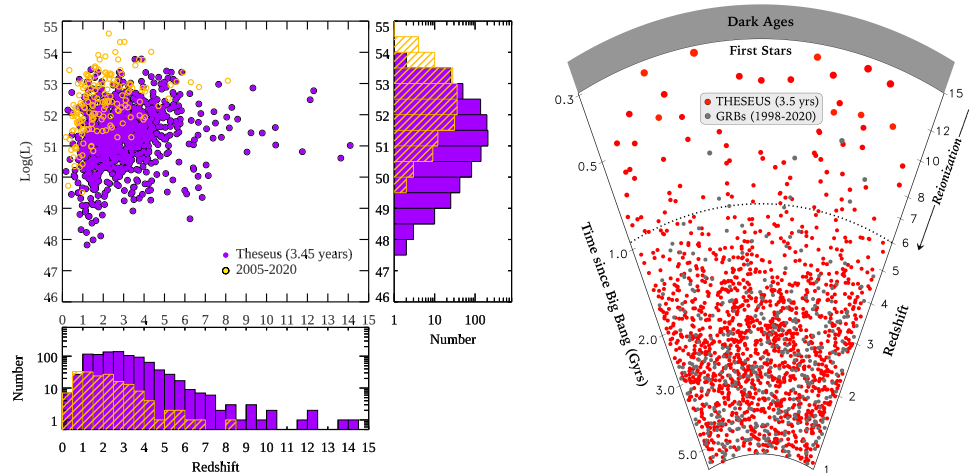 55
54
53
52
51
50
49
48
47
46
Log(L)
Theseus (3.45 years)
2005-2020
0 1 2 3 4 5 6 7 8 9 10 11 12 13 14 15
55
54
53
52
51
50
49
48
47
46
1 10 100
Number
Number
100
10
1
0 1 2 3 4 5 6 7 8 9 10 11 12 13 14 15
Redshift
Dark Ages
First Stars
THESEUS (3.5 yrs)
GRBs (1998-2020)
0.3
0.5
1.0
2.0
3.0
5.0
Time since Big Bang (Gyrs)
15
12
10
8
7
6
5
4
3
2
1
Reionization
Redshift